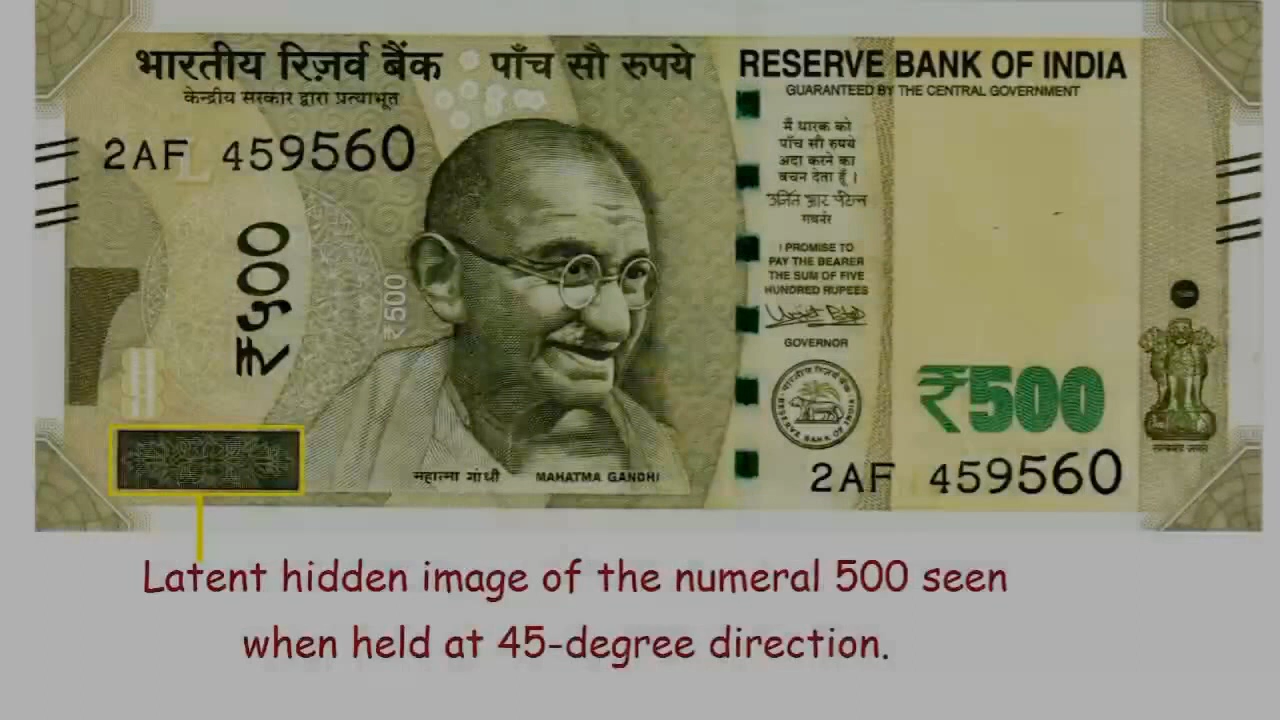 भारतीय रिज़र्व बैंक
केन्द्रीय सरकार द्वारा प्रत्याभूत
पाँच सौ रुपये
RESERVE BANK OF INDIA
GUARANTEED BY THE CENTRAL GOVERNMENT
2AF 459560
₹५००
₹500
मैं धारक को
पाँच सौ रुपये
अदा करने का
वचन देता हूँ ।
गवर्नर
I PROMISE TO
PAY THE BEARER
THE SUM OF FIVE
HUNDRED RUPEES
GOVERNOR
₹500
2AF 459560
महात्मा गांधी
MAHATMA GANDHI
Latent hidden image of the numeral 500 seen
when held at 45-degree direction.